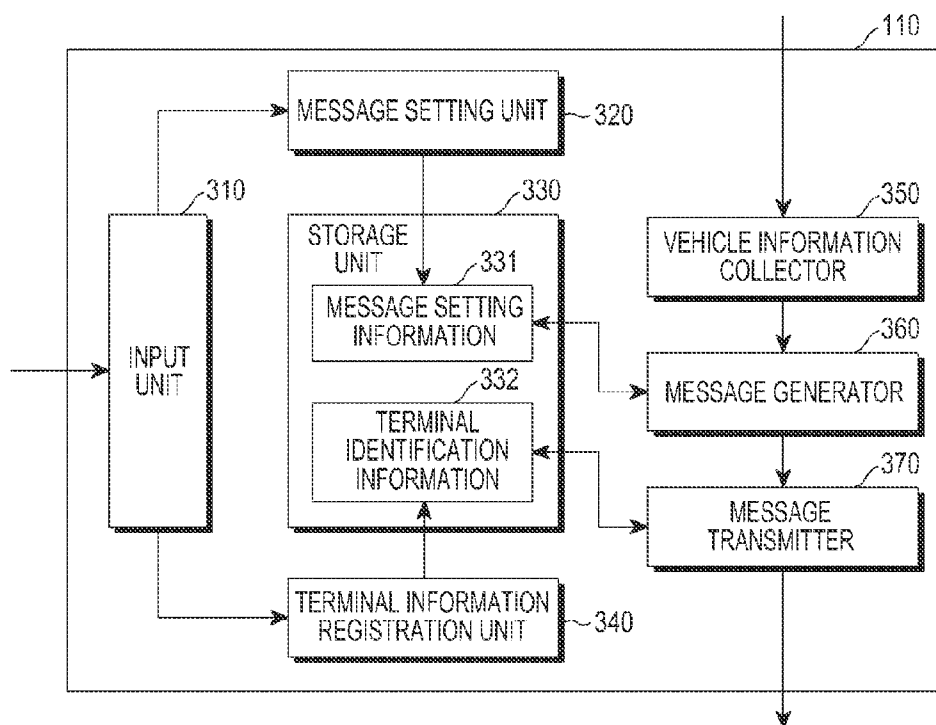 110
MESSAGE SETTING UNIT
320
310
330
350
STORAGE
UNIT
VEHICLE INFORMATION
COLLECTOR
331
MESSAGE SETTING
INFORMATION
360
INPUT
UNIT
332
MESSAGE GENERATOR
TERMINAL
IDENTIFICATION
INFORMATION
370
MESSAGE
TRANSMITTER
TERMINAL INFORMATION
REGISTRATION UNIT
340